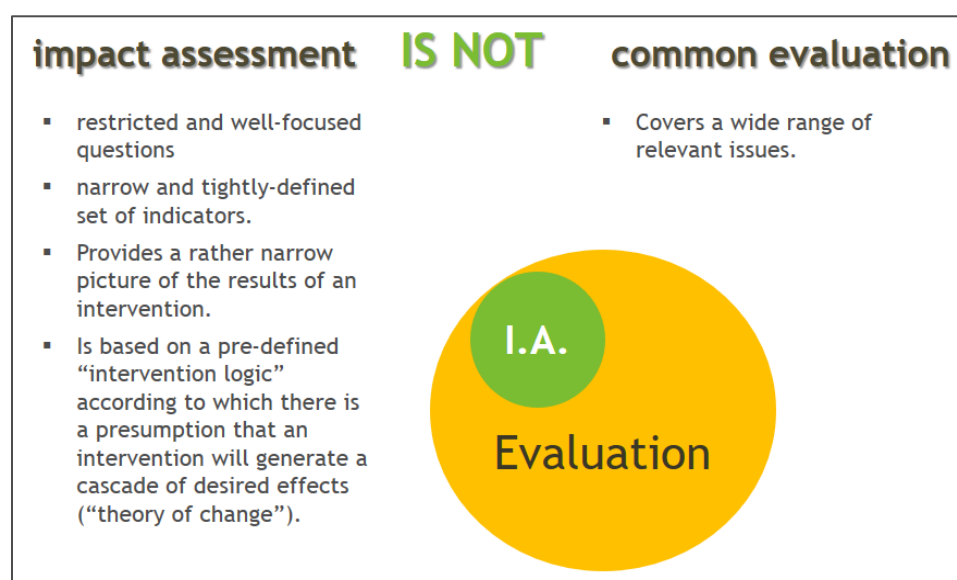 impact assessment IS NOT common evaluation
▪ restricted and well-focused
questions
▪ narrow and tightly-defined
set of indicators.
▪ Provides a rather narrow
picture of the results of an
intervention.
▪ Is based on a pre-defined
“intervention logic”
according to which there is
a presumption that an
intervention will generate a
cascade of desired effects
(“theory of change”).
▪ Covers a wide range of
relevant issues.
I.A.
Evaluation